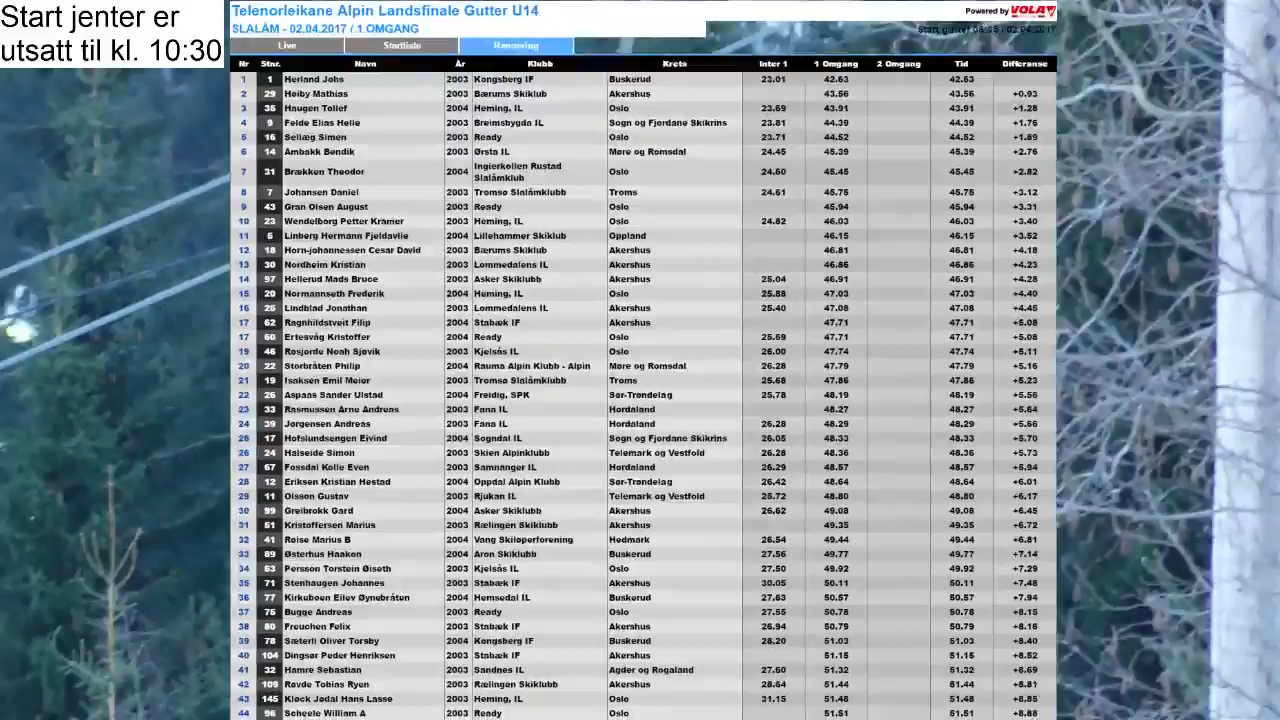 Start jenter er
utsatt til kl. 10:30
Telenorleikane Alpin Landsfinale Gutter U14
Powered by VOLA
SLALÅM - 02.04.2017 / 1 OMGANG
Live Startliste Rangering
Nr Stnr. Navn År Klubb Krets Inter 1 1 Omgang 2 Omgang Tid Differanse
1 1 Herland Johs 2003 Kongsberg IF Buskerud 23.01 42.63 42.63
2 29 Høiby Mathias 2003 Bærums Skiklub Akershus 43.56 43.56 +0.93
3 35 Haugen Tollef 2004 Heming, IL Oslo 23.69 43.91 43.91 +1.28
4 9 Felde Elias Helle 2003 Breimsbygda IL Sogn og Fjordane Skikrins 23.81 44.39 44.39 +1.76
5 16 Sellæg Simen 2003 Ready Oslo 23.71 44.52 44.52 +1.89
6 14 Ambakk Bendik 2003 Ørsta IL Møre og Romsdal 24.45 45.39 45.39 +2.76
7 31 Brækken Theodor 2004 Ingierkollen Rustad Slalåmklub Oslo 24.60 45.45 45.45 +2.82
8 7 Johansen Daniel 2003 Tromsø Slalåmklubb Troms 24.61 45.75 45.75 +3.12
9 43 Gran Olsen August 2003 Ready Oslo 45.94 45.94 +3.31
10 23 Wendelborg Petter Kramer 2003 Heming, IL Oslo 24.82 46.03 46.03 +3.40
11 5 Linberg Hermann Fjeldavlie 2004 Lillehammer Skiklub Oppland 46.15 46.15 +3.52
12 18 Horn-johannessen Cesar David 2003 Bærums Skiklub Akershus 46.81 46.81 +4.18
13 30 Nordheim Kristian 2003 Lommedalens IL Akershus 46.86 46.86 +4.23
14 97 Hellerud Mads Bruce 2003 Asker Skiklubb Akershus 25.04 46.91 46.91 +4.28
15 20 Normannseth Frederik 2004 Heming, IL Oslo 25.88 47.03 47.03 +4.40
16 25 Lindblad Jonathan 2003 Lommedalens IL Akershus 25.40 47.08 47.08 +4.45
17 62 Ragnhildstveit Filip 2004 Stabæk IF Akershus 47.71 47.71 +5.08
17 60 Ertesvåg Kristoffer 2004 Ready Oslo 25.69 47.71 47.71 +5.08
19 46 Røsjorde Noah Sjøvik 2003 Kjelsås IL Oslo 26.00 47.74 47.74 +5.11
20 22 Storbråten Philip 2004 Rauma Alpin Klubb - Alpin Møre og Romsdal 26.28 47.79 47.79 +5.16
21 19 Isaksen Emil Meier 2003 Tromsø Slalåmklubb Troms 25.68 47.86 47.86 +5.23
22 26 Aspaas Sander Ulstad 2004 Freidig, SPK Sør-Trøndelag 25.78 48.19 48.19 +5.56
23 33 Rasmussen Arne Andreas 2003 Fana IL Hordaland 48.27 48.27 +5.64
24 39 Jørgensen Andreas 2003 Fana IL Hordaland 26.28 48.29 48.29 +5.66
25 17 Hofslundsengen Eivind 2004 Sogndal IL Sogn og Fjordane Skikrins 26.05 48.33 48.33 +5.70
26 24 Halseide Simon 2003 Skien Alpinklubb Telemark og Vestfold 26.28 48.36 48.36 +5.73
27 67 Fossdal Kolle Even 2003 Samnanger IL Hordaland 26.29 48.57 48.57 +5.94
28 12 Eriksen Kristian Hestad 2004 Oppdal Alpin Klubb Sør-Trøndelag 26.42 48.64 48.64 +6.01
29 11 Olsson Gustav 2003 Rjukan IL Telemark og Vestfold 25.72 48.80 48.80 +6.17
30 99 Greibrokk Gard 2004 Asker Skiklubb Akershus 26.62 49.08 49.08 +6.45
31 51 Kristoffersen Marius 2003 Rælingen Skiklubb Akershus 49.35 49.35 +6.72
32 41 Røise Marius B 2004 Vang Skiløperforening Hedmark 26.54 49.44 49.44 +6.81
33 89 Østerhus Haakon 2004 Aron Skiklubb Buskerud 27.56 49.77 49.77 +7.14
34 53 Persson Torstein Øiseth 2003 Kjelsås IL Oslo 27.50 49.92 49.92 +7.29
35 71 Stenhaugen Johannes 2003 Stabæk IF Akershus 30.05 50.11 50.11 +7.48
36 77 Kirkebøen Eilev Øynebråten 2004 Hemsedal IL Buskerud 27.63 50.57 50.57 +7.94
37 75 Bugge Andreas 2003 Ready Oslo 27.55 50.78 50.78 +8.15
38 80 Freuchen Felix 2003 Stabæk IF Akershus 26.94 50.79 50.79 +8.16
39 78 Sæterli Oliver Torsby 2004 Kongsberg IF Buskerud 28.20 51.03 51.03 +8.40
40 104 Dingsør Peder Henriksen 2003 Stabæk IF Akershus 51.15 51.15 +8.52
41 32 Hamre Sebastian 2003 Sandnes IL Agder og Rogaland 27.60 51.32 51.32 +8.69
42 109 Røvde Tobias Ryen 2003 Rælingen Skiklubb Akershus 28.64 51.44 51.44 +8.81
43 145 Kløck Jødal Hans Lasse 2003 Heming, IL Oslo 31.15 51.48 51.48 +8.85
44 96 Scheele William A 2003 Ready Oslo 51.51 51.51 +8.88